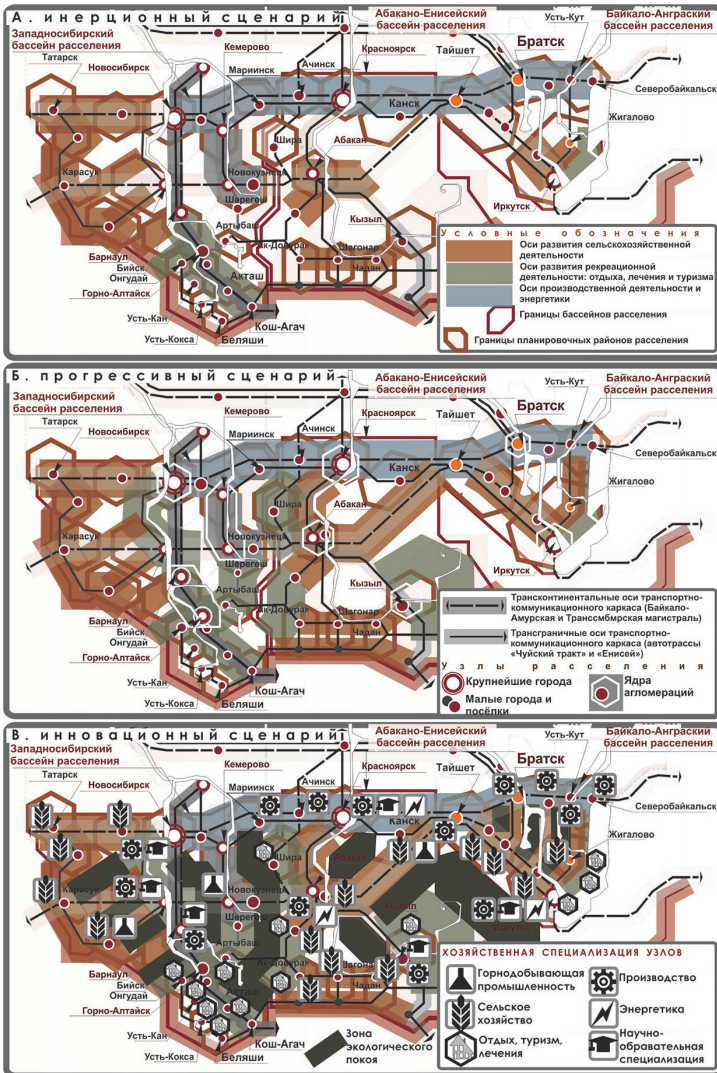 А. инерционный сценарий
Западносибирский
бассейн расселения
Татарск
Новосибирск
Кемерово
Мариинск
Ачинск
Абакано-Енисейский
бассейн расселения
Красноярск
Тайшет
Усть-Кут
Братск
Байкало-Анграский
бассейн расселения
Северобайкальск
Канск
Жигалово
Шира
Абакан
Карасук
Новокузнецк
Шерегеш
Кызыл
Иркутск
Артыбаш
Ак-Довурак
Шагонар
Чадан
Барнаул
Бийск
Онгудай
Горно-Алтайск
Акташ
Усть-Кан
Усть-Кокса
Беляши
Кош-Агач
Условные обозначения
Оси развития сельскохозяйственной
деятельности
Оси развития рекреационной
деятельности: отдыха, лечения и туризма
Оси производственной деятельности и
энергетики
Границы бассейнов расселения
Границы планировочных районов расселения
Б. прогрессивный сценарий
Западносибирский
бассейн расселения
Татарск
Новосибирск
Кемерово
Мариинск
Ачинск
Абакано-Енисейский
бассейн расселения
Красноярск
Тайшет
Усть-Кут
Братск
Байкало-Анграский
бассейн расселения
Северобайкальск
Канск
Жигалово
Шира
Абакан
Карасук
Новокузнецк
Шерегеш
Кызыл
Иркутск
Артыбаш
Ак-Довурак
Шагонар
Чадан
Барнаул
Бийск
Онгудай
Горно-Алтайск
Акташ
Усть-Кан
Усть-Кокса
Беляши
Кош-Агач
Трансконтинентальные оси транспортно-
коммуникационного каркаса (Байкало-
Амурская и Транссмбирская магистраль)
Трансграничные оси транспортно-
коммуникационного каркаса (автотрассы
«Чуйский тракт» и «Енисей»)
Узлы расселения
Крупнейшие города
Малые города и
посёлки
Ядра
агломераций
В. инновационный сценарий
Западносибирский
бассейн расселения
Татарск
Новосибирск
Кемерово
Мариинск
Ачинск
Абакано-Енисейский
бассейн расселения
Красноярск
Тайшет
Усть-Кут
Братск
Байкало-Анграский
бассейн расселения
Северобайкальск
Канск
Жигалово
Шира
Абакан
Карасук
Новокузнецк
Шерегеш
Кызыл
Иркутск
Артыбаш
Ак-Довурак
Шагонар
Чадан
Барнаул
Бийск
Онгудай
Горно-Алтайск
Акташ
Усть-Кан
Усть-Кокса
Беляши
Кош-Агач
Зона
экологического
покоя
ХОЗЯЙСТВЕННАЯ СПЕЦИАЛИЗАЦИЯ УЗЛОВ
Горнодобывающая
промышленность
Сельское
хозяйство
Отдых, туризм,
лечения
Производство
Энергетика
Научно-
обравательная
специализация